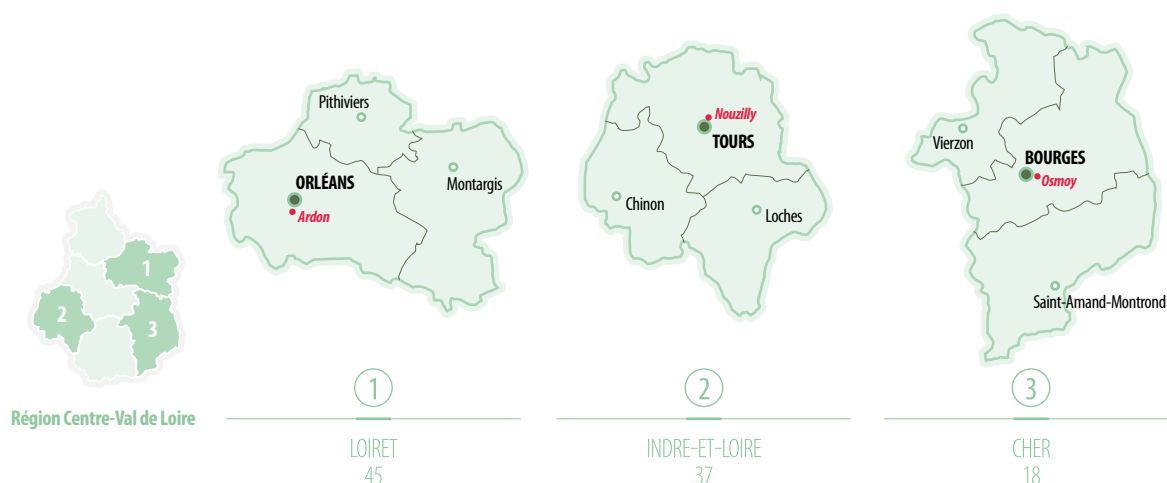 Pithiviers
ORLÉANS
Ardon
Montargis
Nouzilly
TOURS
Chinon
Loches
Vierzon
BOURGES
Osmoy
Saint-Amand-Montrond
1
2
3
Région Centre-Val de Loire
1
LOIRET
45
2
INDRE-ET-LOIRE
37
3
CHER
18